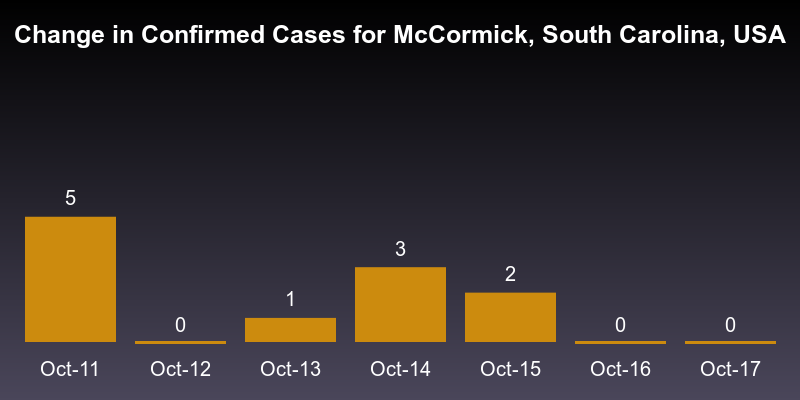 Change in Confirmed Cases for McCormick, South Carolina, USA
5
0
1
3
2
0
0
Oct-11
Oct-12
Oct-13
Oct-14
Oct-15
Oct-16
Oct-17